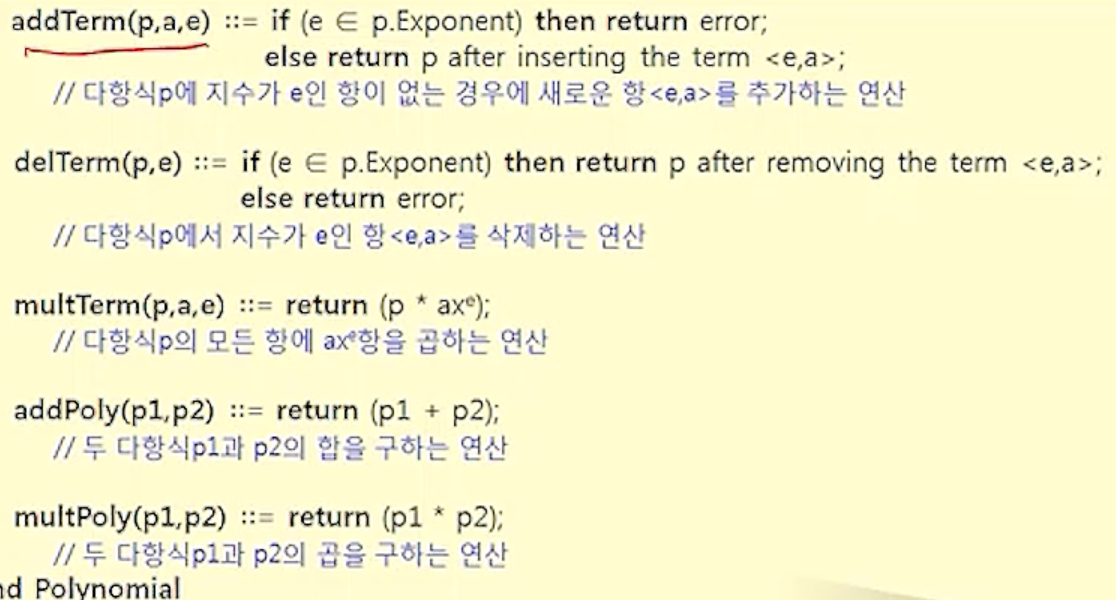 addTerm(p,a,e) ::= if (e ∈ p.Exponent) then return error;
else return p after inserting the term <e,a>;
// 다항식p에 지수가 e인 항이 없는 경우에 새로운 항<e,a>를 추가하는 연산
delTerm(p,e) ::= if (e ∈ p.Exponent) then return p after removing the term <e,a>;
else return error;
// 다항식p에서 지수가 e인 항<e,a>를 삭제하는 연산
multTerm(p,a,e) ::= return (p * axᵉ);
// 다항식p의 모든 항에 axᵉ항을 곱하는 연산
addPoly(p1,p2) ::= return (p1 + p2);
// 두 다항식p1과 p2의 합을 구하는 연산
multPoly(p1,p2) ::= return (p1 * p2);
// 두 다항식p1과 p2의 곱을 구하는 연산
nd Polynomial